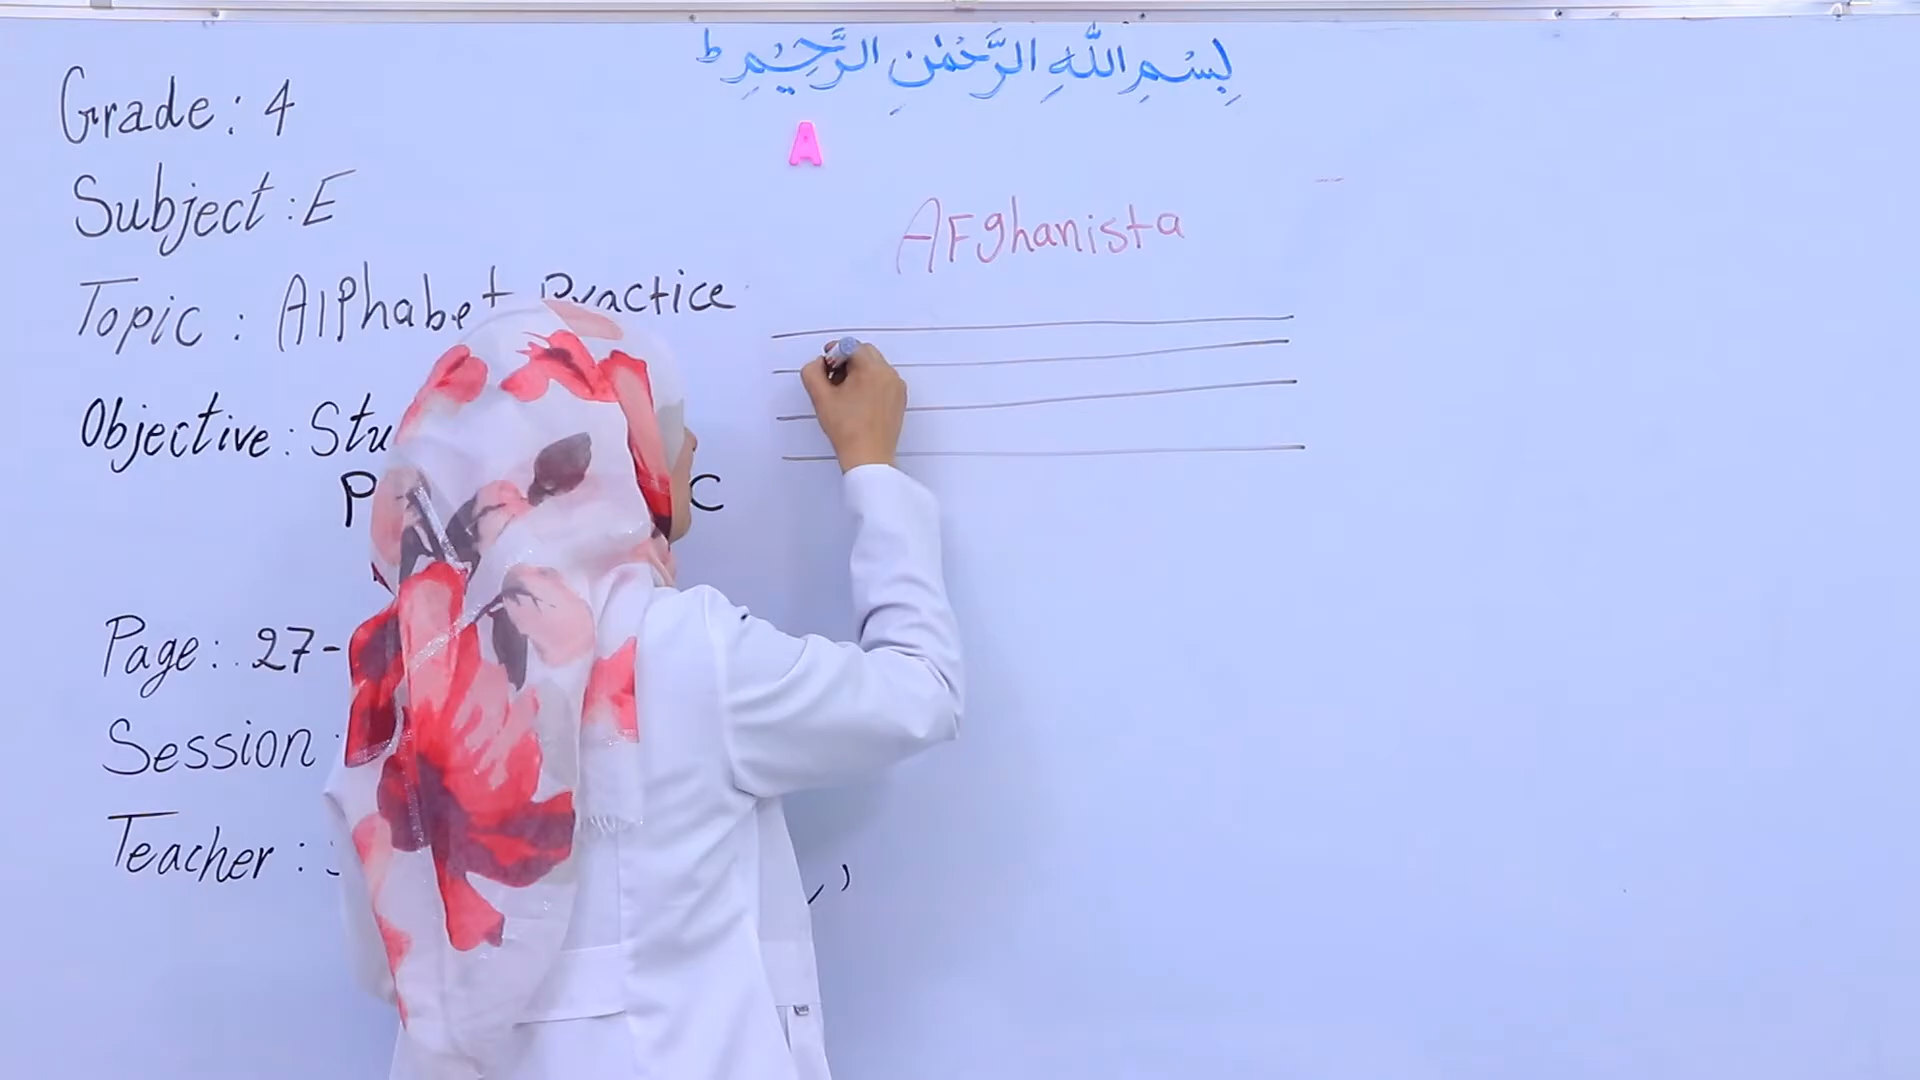 بِسْمِ اللَّهِ الرَّحْمٰنِ الرَّحِيْمِ ط
A
AFghanista
Grade: 4
Subject: E
Topic: Alphabet Practice
Objective: Stu
P C
Page: 27-
Session
Teacher: